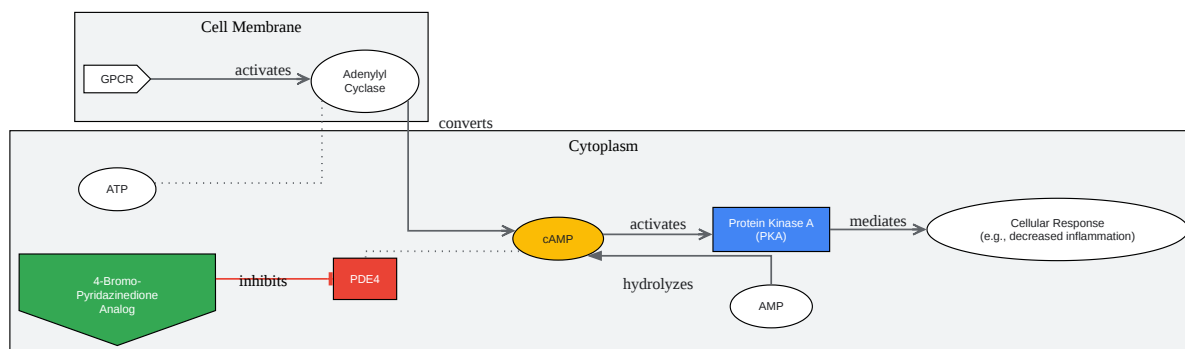 Cell Membrane
GPCR
activates
Adenylyl
Cyclase
converts
Cytoplasm
ATP
cAMP
activates
Protein Kinase A
(PKA)
mediates
Cellular Response
(e.g., decreased inflammation)
4-Bromo-
Pyridazinedione
Analog
inhibits
PDE4
hydrolyzes
AMP